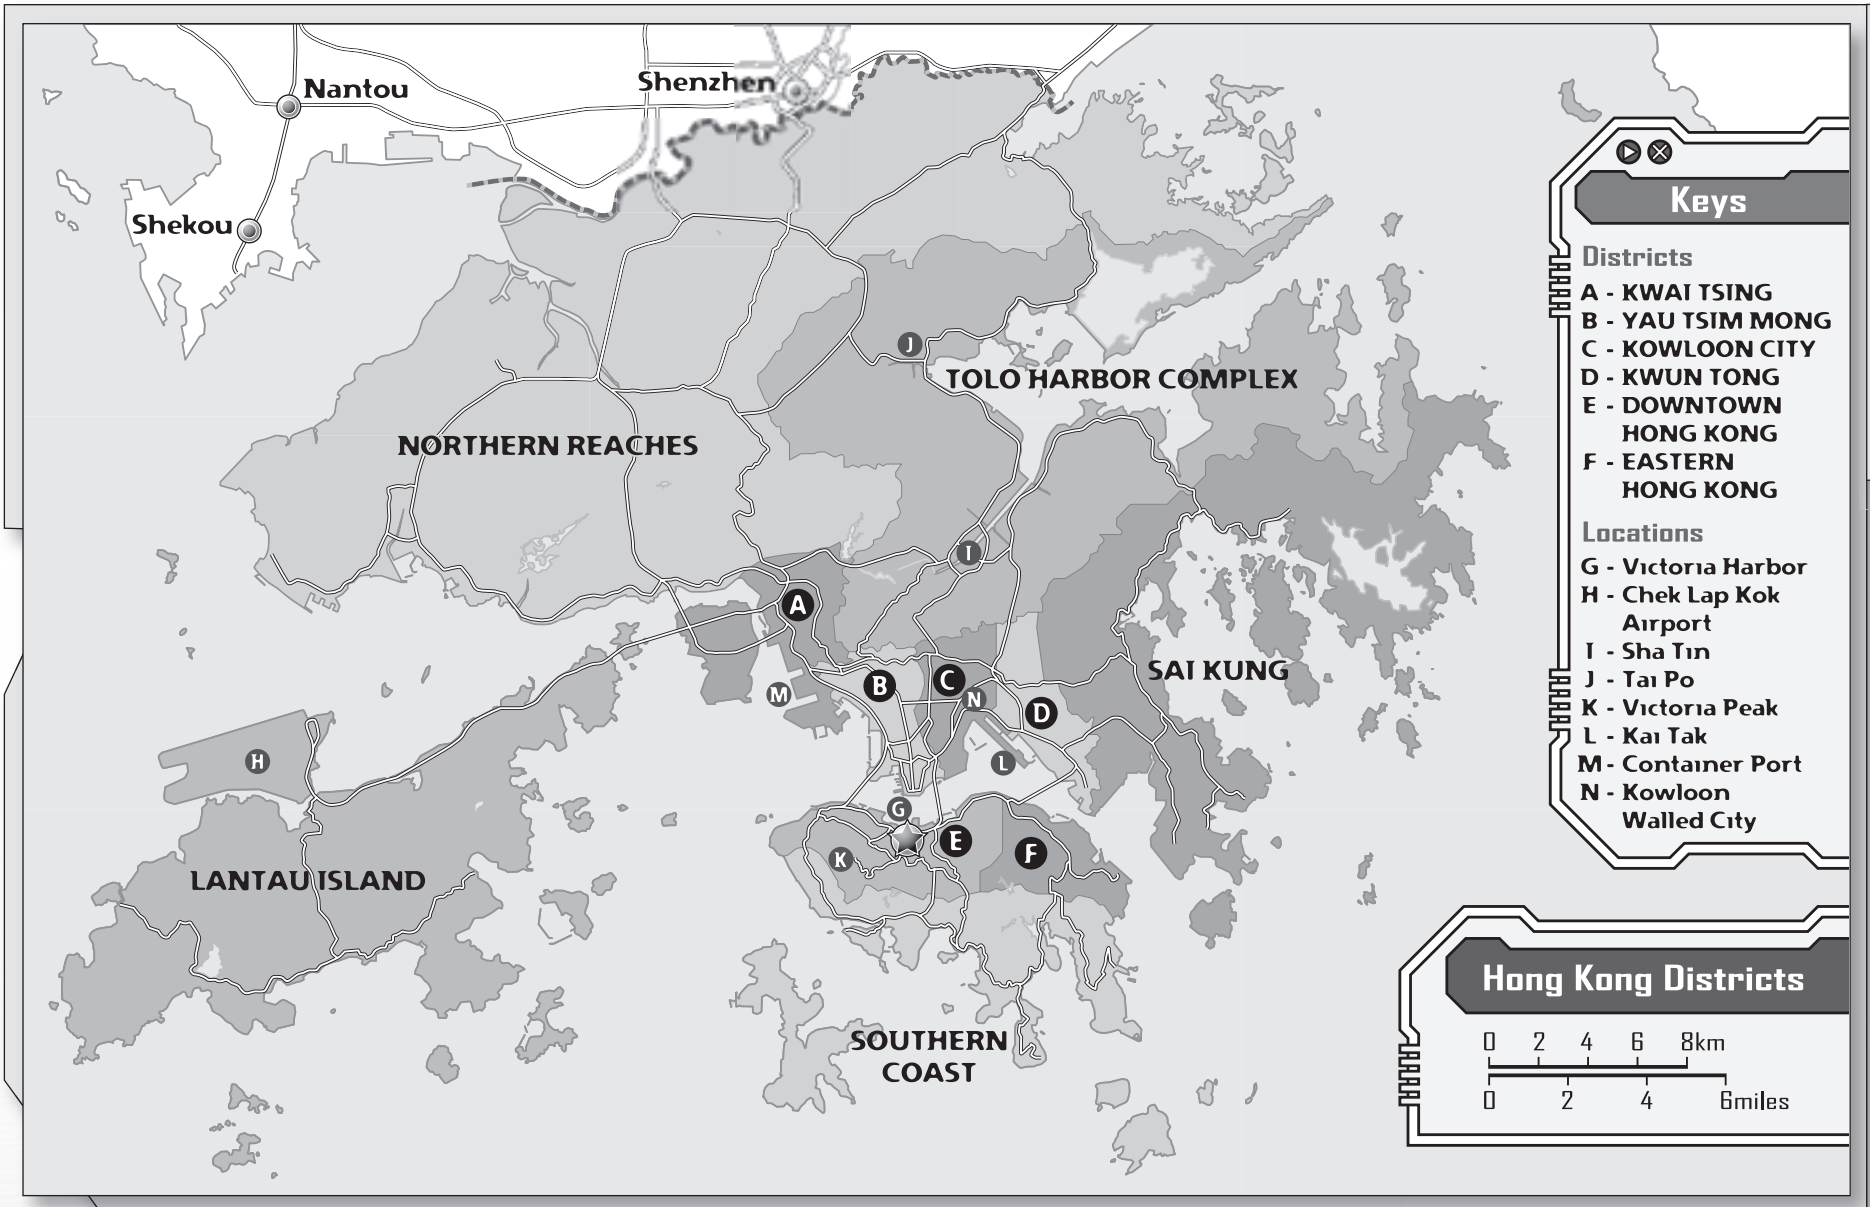 Nantou
Shenzhen
Shekou
J
TOLO HARBOR COMPLEX
NORTHERN REACHES
I
A
SAI KUNG
M
B
C
N
D
H
L
G
E
F
K
LANTAU ISLAND
SOUTHERN
COAST
Keys
Districts
A - KWAI TSING
B - YAU TSIM MONG
C - KOWLOON CITY
D - KWUN TONG
E - DOWNTOWN
HONG KONG
F - EASTERN
HONG KONG
Locations
G - Victoria Harbor
H - Chek Lap Kok
Airport
I - Sha Tin
J - Tai Po
K - Victoria Peak
L - Kai Tak
M - Container Port
N - Kowloon
Walled City
Hong Kong Districts
0 2 4 6 8km
0 2 4 6miles